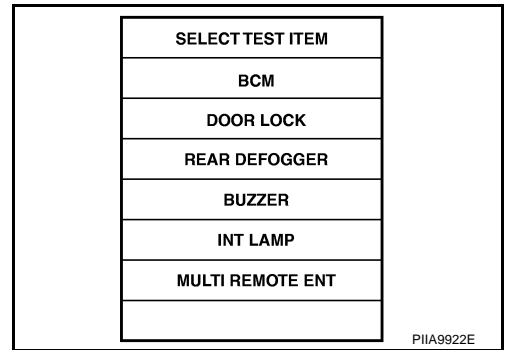 SELECT TEST ITEM
BCM
DOOR LOCK
REAR DEFOGGER
BUZZER
INT LAMP
MULTI REMOTE ENT
PIIA9922E